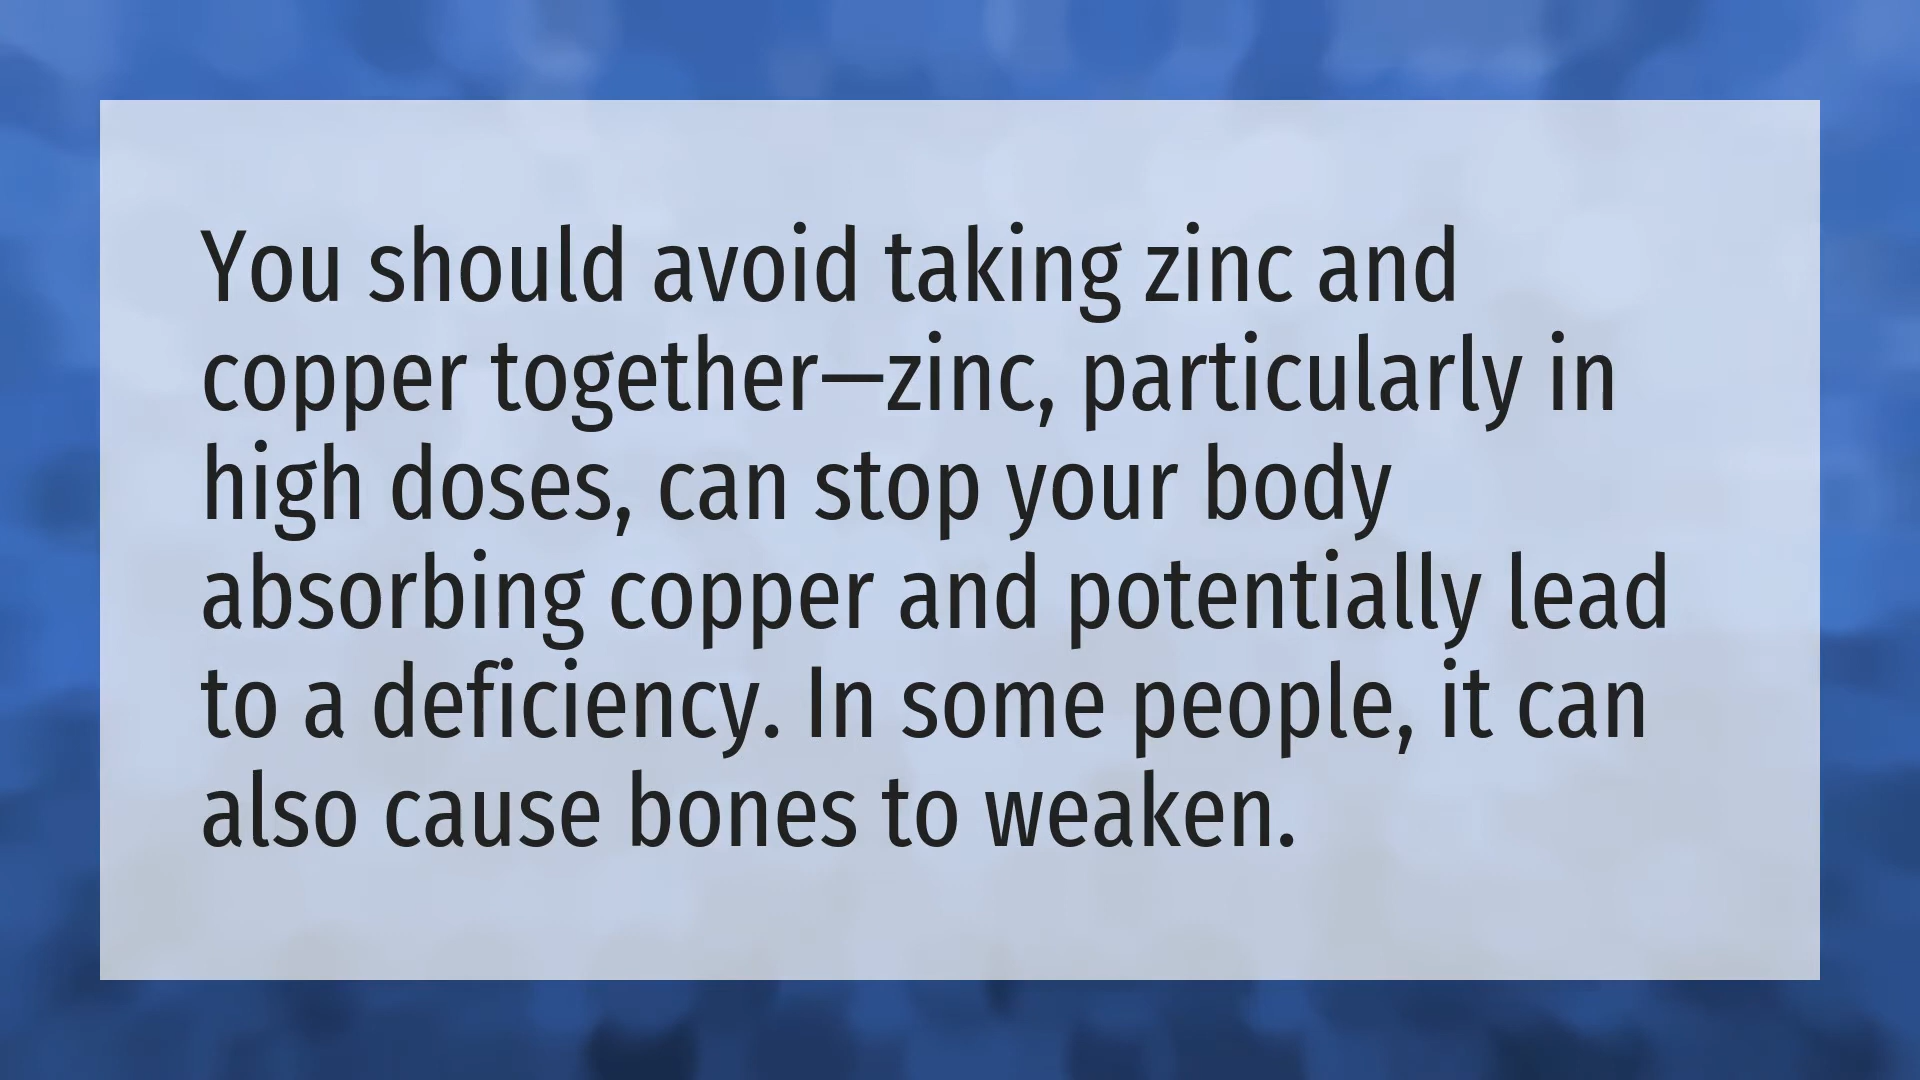 You should avoid taking zinc and
copper together—zinc, particularly in
high doses, can stop your body
absorbing copper and potentially lead
to a deficiency. In some people, it can
also cause bones to weaken.